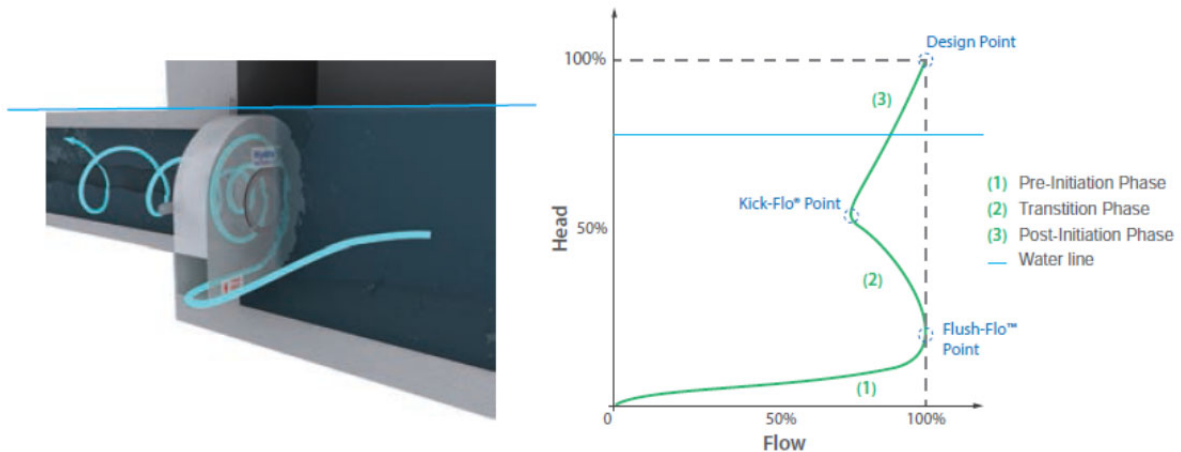 Hydro
Design Point
100%
(3)
Kick-Flo® Point
Head
50%
(2)
Flush-Flo™
Point
(1)
0
50%
100%
Flow
(1) Pre-Initiation Phase
(2) Transtition Phase
(3) Post-Initiation Phase
Water line